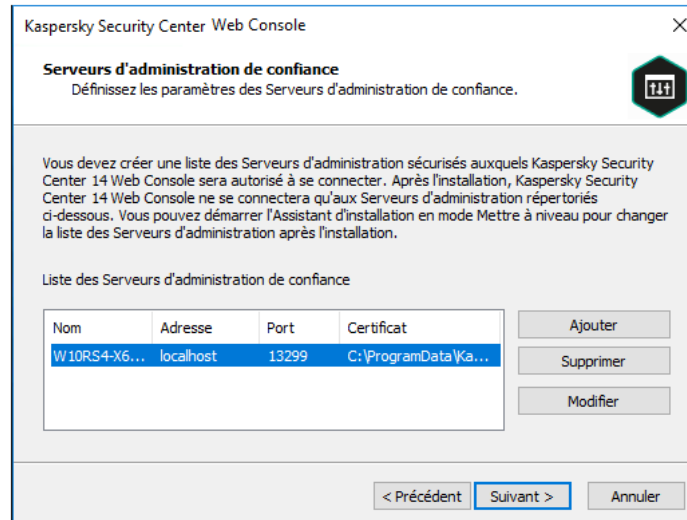 Kaspersky Security Center Web Console
Serveurs d'administration de confiance
Définissez les paramètres des Serveurs d'administration de confiance.
Vous devez créer une liste des Serveurs d'administration sécurisés auxquels Kaspersky Security
Center 14 Web Console sera autorisé à se connecter. Après l'installation, Kaspersky Security
Center 14 Web Console ne se connectera qu'aux Serveurs d'administration répertoriés
ci-dessous. Vous pouvez démarrer l'Assistant d'installation en mode Mettre à niveau pour changer
la liste des Serveurs d'administration après l'installation.
Liste des Serveurs d'administration de confiance
Nom Adresse Port Certificat
W10RS4-X6... localhost 13299 C:\ProgramData\Ka...
Ajouter
Supprimer
Modifier
< Précédent Suivant > Annuler